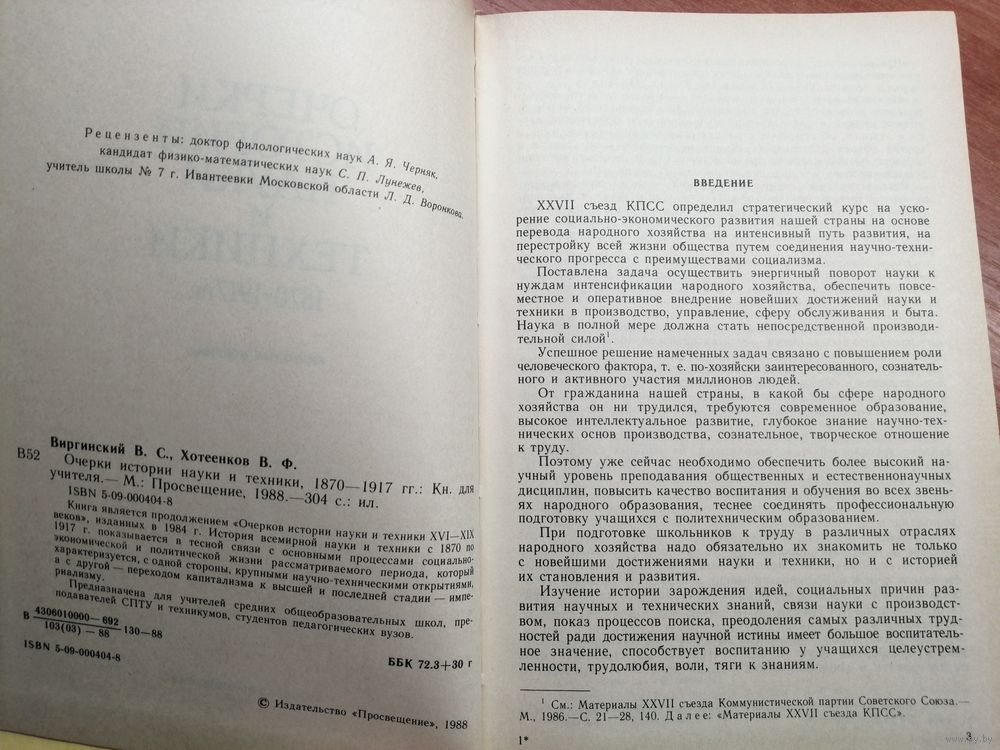 Рецензенты: доктор филологических наук А. Я. Черняк,
кандидат физико-математических наук С. П. Лунежев,
учитель школы № 7 г. Ивантеевки Московской области Л. Д. Воронкова.
Виргинский В. С., Хотеенков В. Ф.
В52 Очерки истории науки и техники, 1870—1917 гг.: Кн. для
учителя.— М.: Просвещение, 1988.—304 с.: ил.
ISBN 5-09-000404-8
Книга является продолжением «Очерков истории науки и техники XVI—XIX
веков», изданных в 1984 г. История всемирной науки и техники с 1870 по
1917 г. показывается в тесной связи с основными процессами социально-
экономической и политической жизни рассматриваемого периода, который
характеризуется, с одной стороны, крупными научно-техническими открытиями,
а с другой — переходом капитализма к высшей и последней стадии — импе-
риализму.
Предназначена для учителей средних общеобразовательных школ, пре-
подавателей СПТУ и техникумов, студентов педагогических вузов.
В 4306010000—692
103(03)—88 130—88
ББК 72.3+30 г
ISBN 5-09-000404-8
© Издательство «Просвещение», 1988
ВВЕДЕНИЕ
XXVII съезд КПСС определил стратегический курс на уско-
рение социально-экономического развития нашей страны на основе
перевода народного хозяйства на интенсивный путь развития, на
перестройку всей жизни общества путем соединения научно-техни-
ческого прогресса с преимуществами социализма.
Поставлена задача осуществить энергичный поворот науки к
нуждам интенсификации народного хозяйства, обеспечить повсе-
местное и оперативное внедрение новейших достижений науки и
техники в производство, управление, сферу обслуживания и быта.
Наука в полной мере должна стать непосредственной производи-
тельной силой¹.
Успешное решение намеченных задач связано с повышением роли
человеческого фактора, т. е. по-хозяйски заинтересованного, сознатель-
ного и активного участия миллионов людей.
От гражданина нашей страны, в какой бы сфере народного
хозяйства он ни трудился, требуются современное образование,
высокое интеллектуальное развитие, глубокое знание научно-тех-
нических основ производства, сознательное, творческое отношение
к труду.
Поэтому уже сейчас необходимо обеспечить более высокий на-
учный уровень преподавания общественных и естественнонаучных
дисциплин, повысить качество воспитания и обучения во всех звень-
ях народного образования, теснее соединять профессиональную
подготовку учащихся с политехническим образованием.
При подготовке школьников к труду в различных отраслях
народного хозяйства надо обязательно их знакомить не только
с новейшими достижениями науки и техники, но и с историей
их становления и развития.
Изучение истории зарождения идей, социальных причин раз-
вития научных и технических знаний, связи науки с производст-
вом, показ процессов поиска, преодоления самых различных труд-
ностей ради достижения научной истины имеет большое воспитатель-
ное значение, способствует воспитанию у учащихся целеустрем-
ленности, трудолюбия, воли, тяги к знаниям.
¹ См.: Материалы XXVII съезда Коммунистической партии Советского Союза.—
М., 1986.—С. 21—28, 140. Далее: «Материалы XXVII съезда КПСС».
1*
3